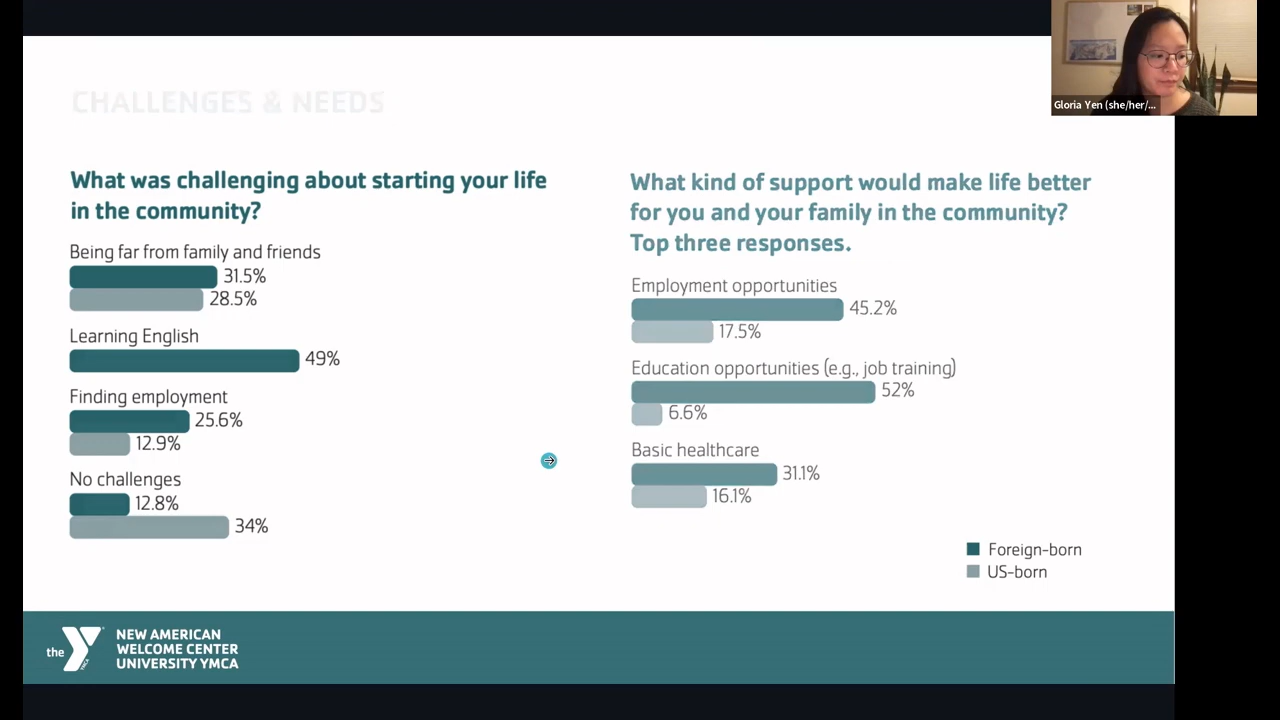 Gloria Yen (she/her/...
CHALLENGES & NEEDS
What was challenging about starting your life
in the community?
Being far from family and friends
31.5%
28.5%
Learning English
49%
Finding employment
25.6%
12.9%
No challenges
12.8%
34%
What kind of support would make life better
for you and your family in the community?
Top three responses.
Employment opportunities
45.2%
17.5%
Education opportunities (e.g., job training)
52%
6.6%
Basic healthcare
31.1%
16.1%
Foreign-born
US-born
the Y
YMCA
NEW AMERICAN
WELCOME CENTER
UNIVERSITY YMCA